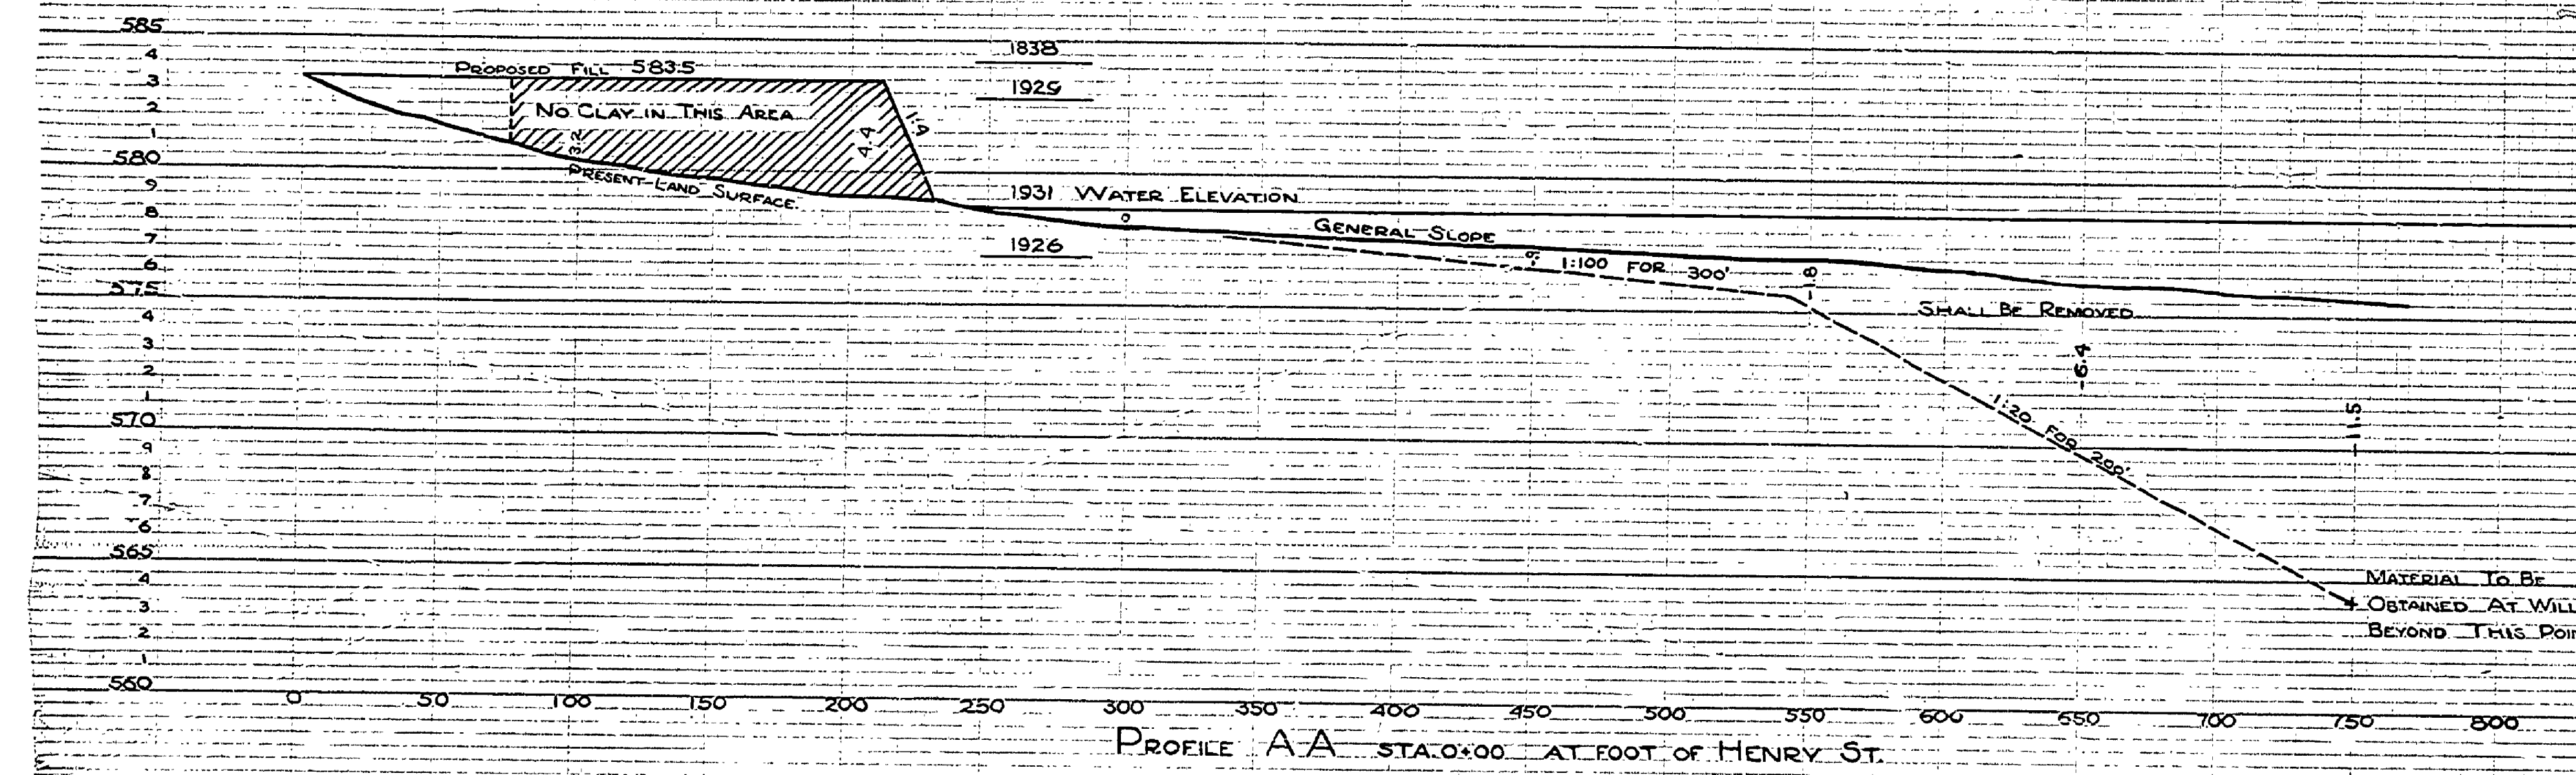 585
4
3
2
1
580
9
8
7
6
575
4
3
2
1
570
9
8
7
6
565
4
3
2
1
560
1838
1929
PROPOSED FILL 583.5
NO CLAY IN THIS AREA
3.2
4.4
1:4
PRESENT LAND SURFACE
1931 WATER ELEVATION
1926
0
GENERAL SLOPE
1:100 FOR 300'
-1.8
SHALL BE REMOVED
-6.4
1:20 FOR 200'
-11.5
MATERIAL TO BE
OBTAINED AT WILL
BEYOND THIS
0 50 100 150 200 250 300 350 400 450 500 550 600 650 700 750 800
PROFILE AA STA.0+00 AT FOOT OF HENRY ST.